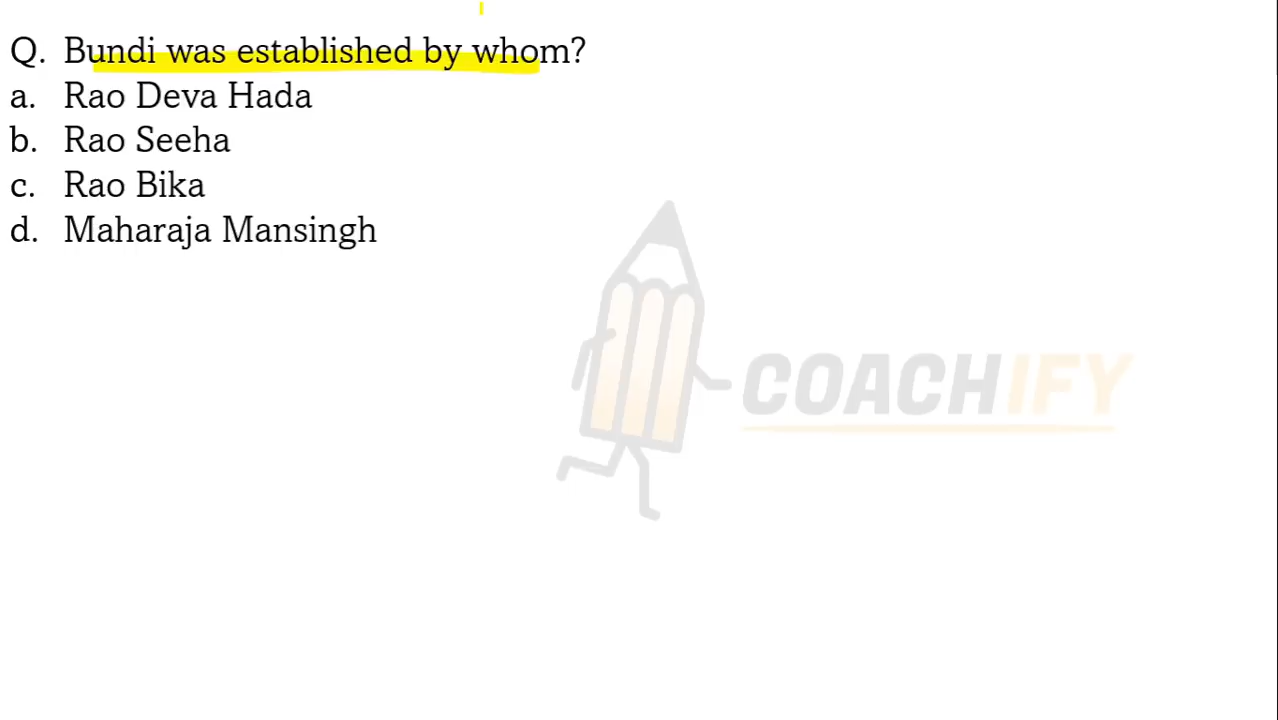 Q. Bundi was established by whom?
a. Rao Deva Hada
b. Rao Seeha
c. Rao Bika
d. Maharaja Mansingh
COACHIFY